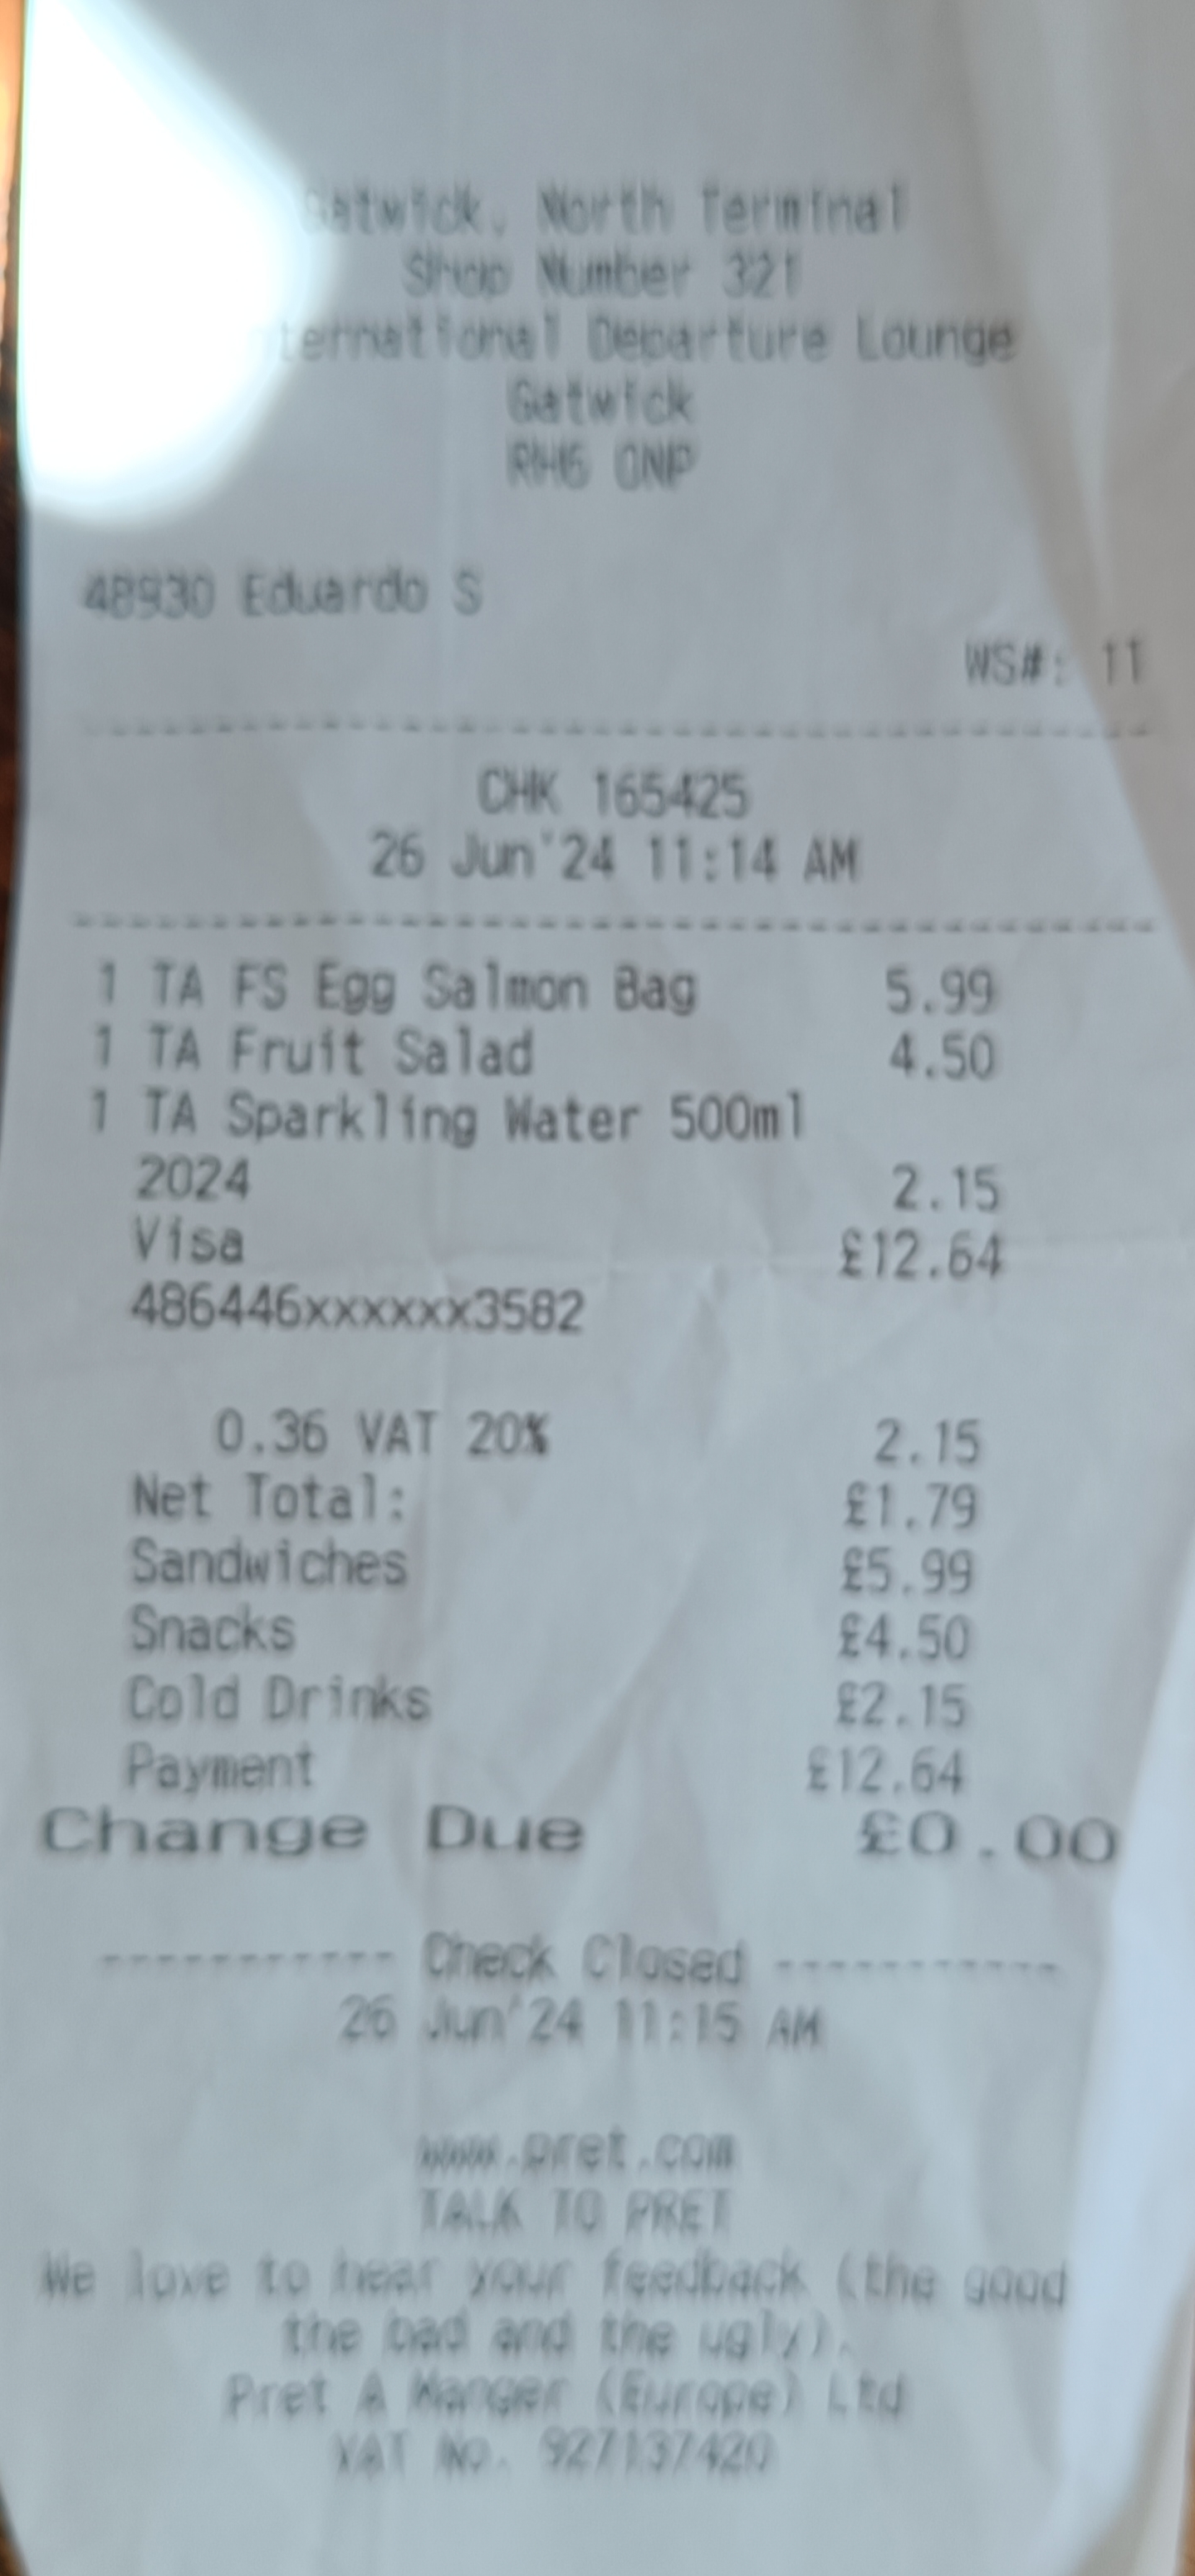 Gatwick, North Terminal
Shop Number 321
ternational Departure Lounge
Gatwick
RH6 0NP
48930 Eduardo S
WS#: 11
--------------------------------------
CHK 165425
26 Jun'24 11:14 AM
--------------------------------------
1 TA FS Egg Salmon Bag 5.99
1 TA Fruit Salad 4.50
1 TA Sparkling Water 500ml
2024 2.15
Visa £12.64
486446xxxxxx3582
0.36 VAT 20% 2.15
Net Total: £1.79
Sandwiches £5.99
Snacks £4.50
Cold Drinks £2.15
Payment £12.64
Change Due £0.00
----------- Check Closed -----------
26 Jun'24 11:15 AM
www.pret.com
TALK TO PRET
We love to hear your feedback (the good
the bad and the ugly).
Pret A Manger (Europe) Ltd
VAT No. 927137420